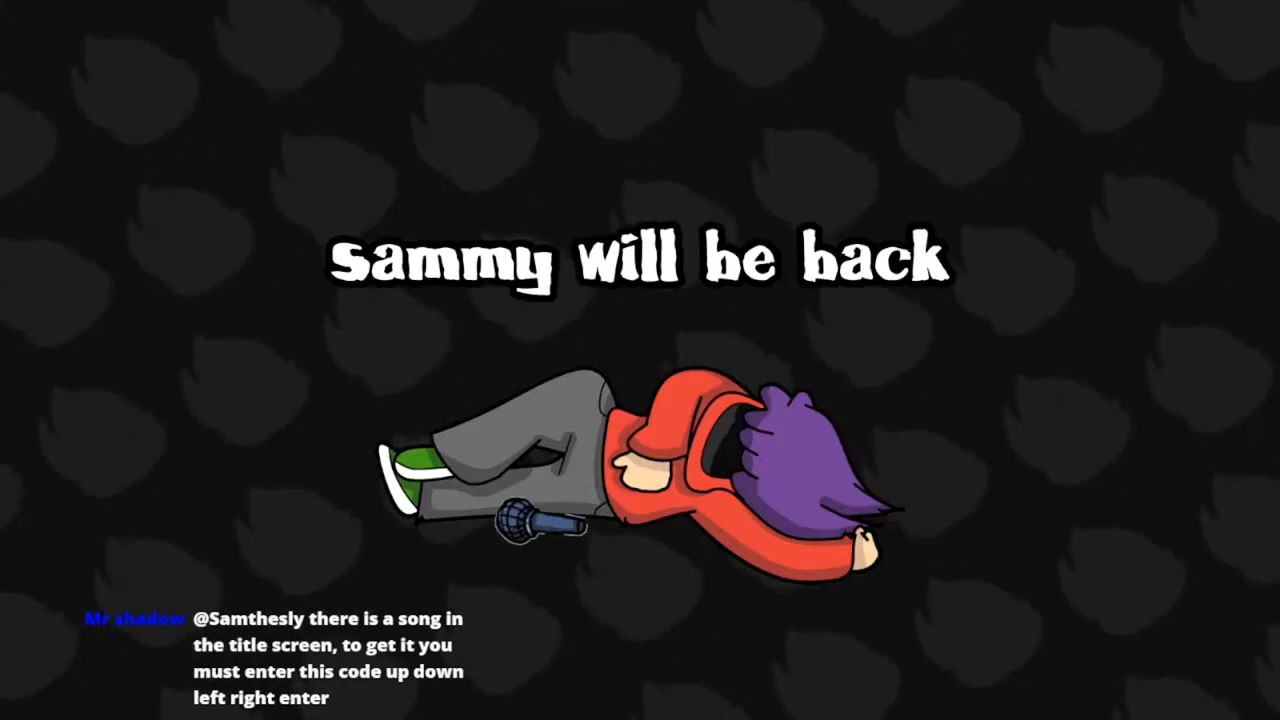 sammy will be back
Mr shadow @Samthesly there is a song in
the title screen, to get it you
must enter this code up down
left right enter